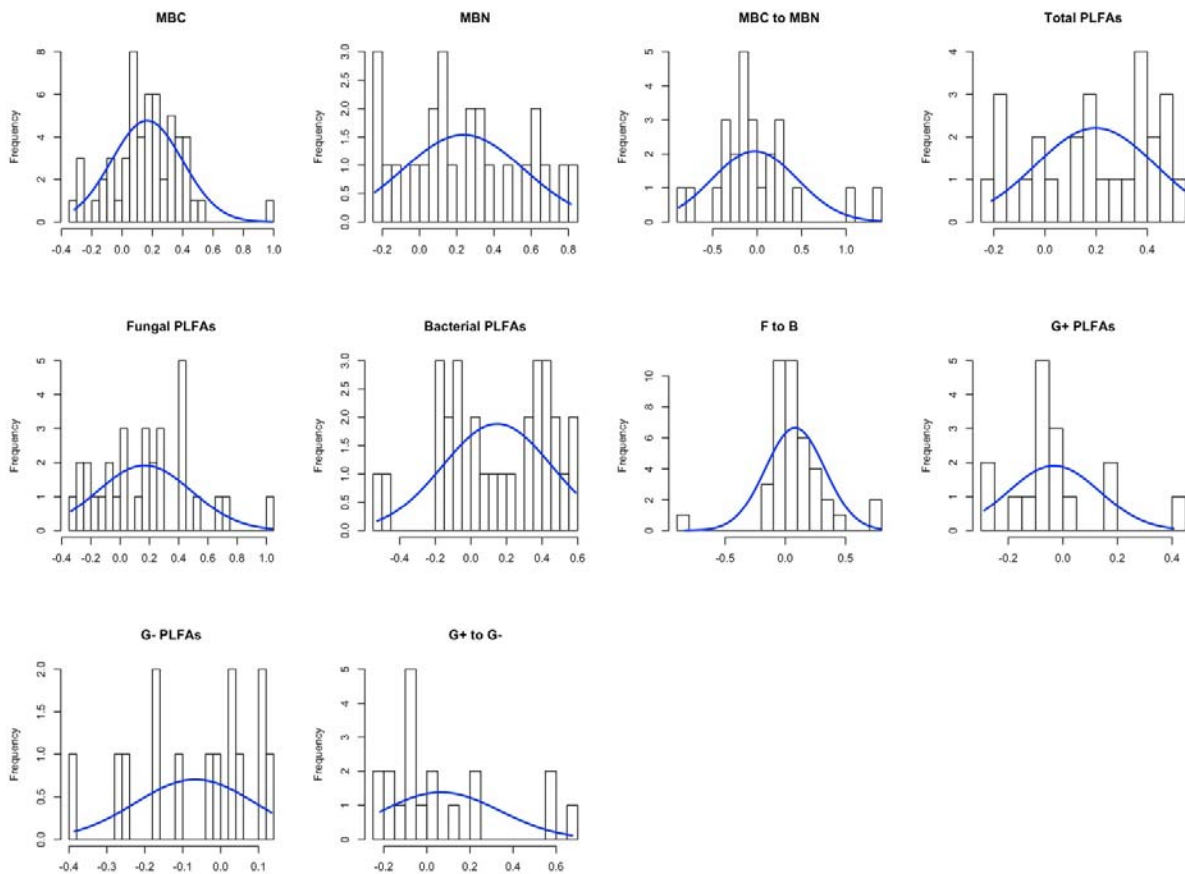 MBC
MBN
MBC to MBN
Total PLFAs
Frequency
0 2 4 6 8
-0.4 -0.2 0.0 0.2 0.4 0.6 0.8 1.0
Frequency
0.0 0.5 1.0 1.5 2.0 2.5 3.0
-0.2 0.0 0.2 0.4 0.6 0.8
Frequency
0 1 2 3 4 5
-0.5 0.0 0.5 1.0
Frequency
0 1 2 3 4
-0.2 0.0 0.2 0.4
Fungal PLFAs
Bacterial PLFAs
F to B
G+ PLFAs
Frequency
0 1 2 3 4 5
-0.4 -0.2 0.0 0.2 0.4 0.6 0.8 1.0
Frequency
0.0 0.5 1.0 1.5 2.0 2.5 3.0
-0.4 -0.2 0.0 0.2 0.4 0.6
Frequency
0 2 4 6 8 10
-0.5 0.0 0.5
Frequency
0 1 2 3 4 5
-0.2 0.0 0.2 0.4
G- PLFAs
G+ to G-
Frequency
0.0 0.5 1.0 1.5 2.0
-0.4 -0.3 -0.2 -0.1 0.0 0.1
Frequency
0 1 2 3 4 5
-0.2 0.0 0.2 0.4 0.6